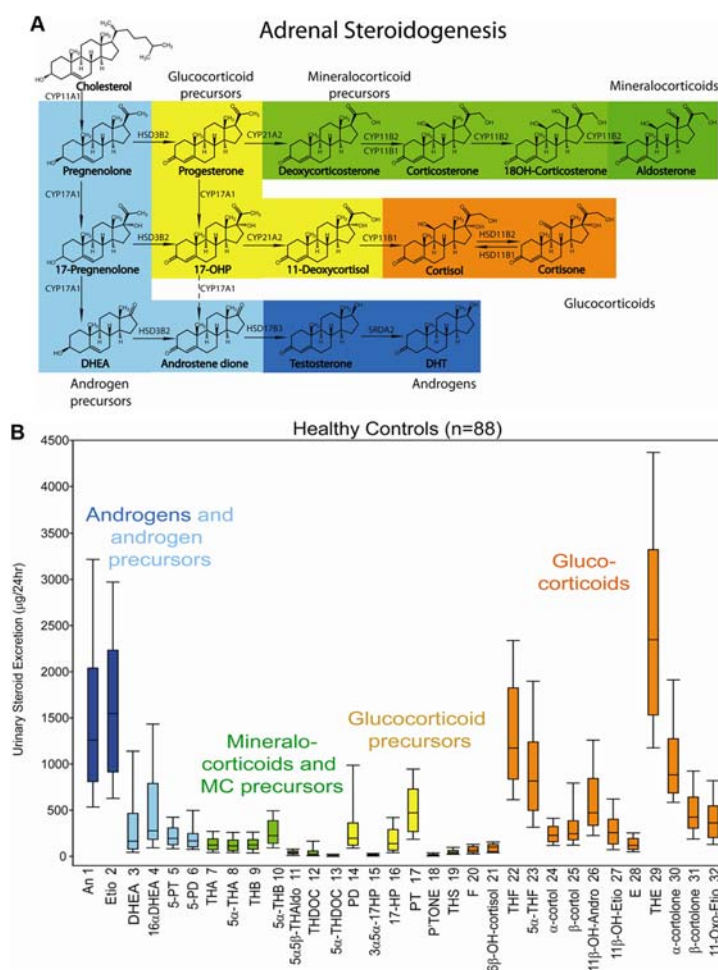 A
Adrenal Steroidogenesis
Cholesterol
CYP11A1
Glucocorticoid
precursors
Mineralocorticoid
precursors
Mineralocorticoids
HSD3B2
CYP21A2
CYP11B2
CYP11B1
CYP11B2
CYP11B2
Pregnenolone
Progesterone
Deoxycorticosterone
Corticosterone
18OH-Corticosterone
Aldosterone
CYP17A1
CYP17A1
HSD3B2
CYP21A2
CYP11B1
HSD11B2
HSD11B1
17-Pregnenolone
17-OHP
11-Deoxycortisol
Cortisol
Cortisone
CYP17A1
CYP17A1
Glucocorticoids
HSD3B2
HSD17B3
SRDA2
DHEA
Androstene dione
Testosterone
DHT
Androgen
precursors
Androgens
B
Healthy Controls (n=88)
Urinary Steroid Excretion (µg/24hr)
4500
4000
3500
3000
2500
2000
1500
1000
500
0
Androgens and
androgen
precursors
Mineralo-
corticoids and
MC precursors
Glucocorticoid
precursors
Gluco-
corticoids
An 1
Etio 2
DHEA 3
16αDHEA 4
5-PT 5
5-PD 6
THA 7
5α-THA 8
THB 9
5α-THB 10
5α5β-THAldo 11
THDOC 12
5α-THDOC 13
PD 14
3α5α-17HP 15
17-HP 16
PT 17
PTONE 18
THS 19
F 20
6β-OH-cortisol 21
THF 22
5α-THF 23
α-cortol 24
β-cortol 25
11β-OH-Andro 26
11β-OH-Etio 27
E 28
THE 29
α-cortolone 30
β-cortolone 31
11-Oxo-Etio 32